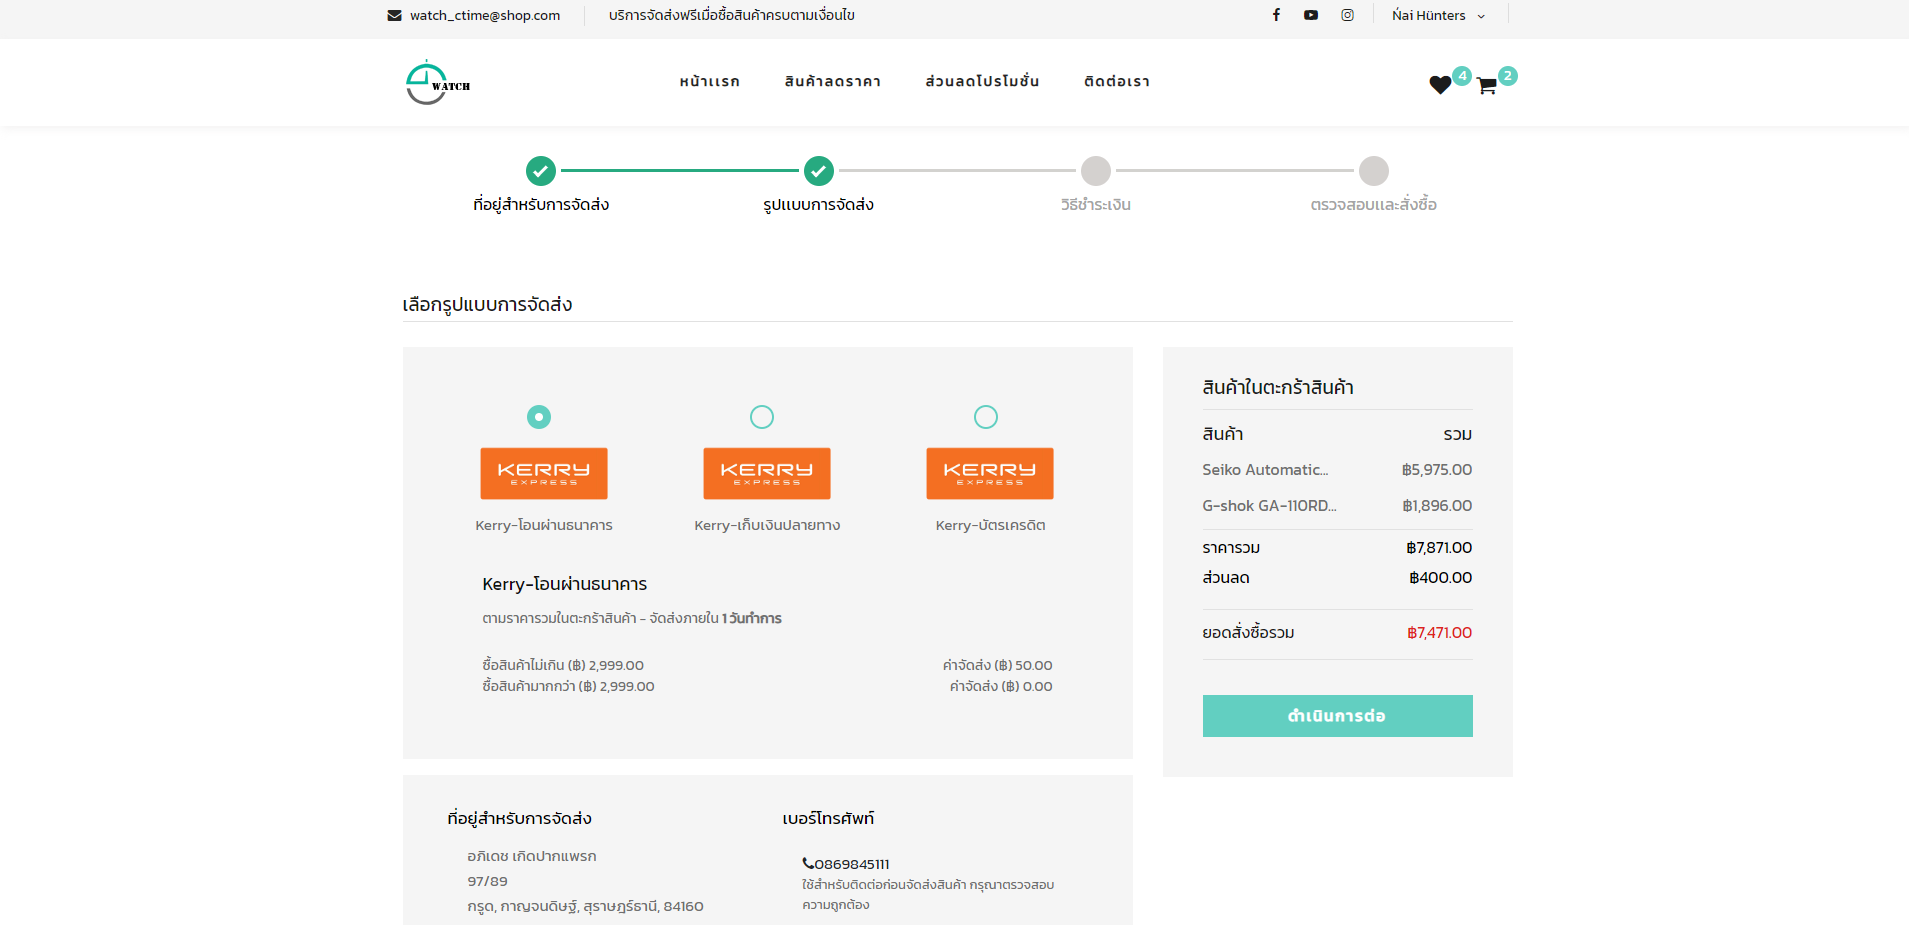 watch_ctime@shop.com บริการจัดส่งฟรีเมื่อซื้อสินค้าครบตามเงื่อนไข Ńai Hünters
WATCH หน้าแรก สินค้าลดราคา ส่วนลดโปรโมชั่น ติดต่อเรา 4 2
ที่อยู่สำหรับการจัดส่ง รูปแบบการจัดส่ง วิธีชำระเงิน ตรวจสอบและสั่งซื้อ
เลือกรูปแบบการจัดส่ง
KERRY EXPRESS KERRY EXPRESS KERRY EXPRESS
Kerry-โอนผ่านธนาคาร Kerry-เก็บเงินปลายทาง Kerry-บัตรเครดิต
Kerry-โอนผ่านธนาคาร
ตามราคารวมในตะกร้าสินค้า - จัดส่งภายใน 1 วันทำการ
ซื้อสินค้าไม่เกิน (฿) 2,999.00 ค่าจัดส่ง (฿) 50.00
ซื้อสินค้ามากกว่า (฿) 2,999.00 ค่าจัดส่ง (฿) 0.00
สินค้าในตะกร้าสินค้า
สินค้า รวม
Seiko Automatic... ฿5,975.00
G-shok GA-110RD... ฿1,896.00
ราคารวม ฿7,871.00
ส่วนลด ฿400.00
ยอดสั่งซื้อรวม ฿7,471.00
ดำเนินการต่อ
ที่อยู่สำหรับการจัดส่ง
อภิเดช เกิดปากแพรก
97/89
กรูด, กาญจนดิษฐ์, สุราษฎร์ธานี, 84160
เบอร์โทรศัพท์
0869845111
ใช้สำหรับติดต่อก่อนจัดส่งสินค้า กรุณาตรวจสอบ
ความถูกต้อง